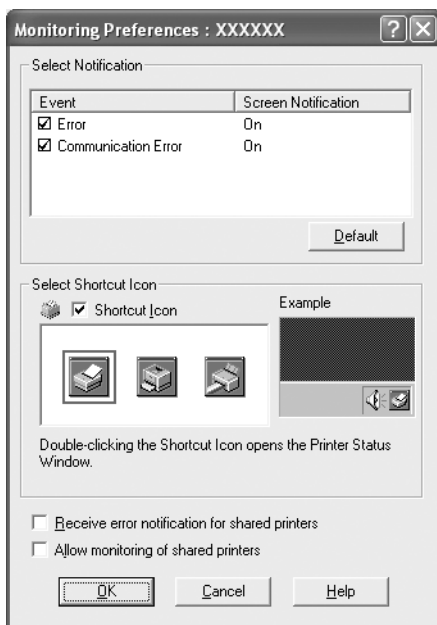 Monitoring Preferences : XXXXXX
Select Notification
Event Screen Notification
Error On
Communication Error On
Default
Select Shortcut Icon
Shortcut Icon
Example
Double-clicking the Shortcut Icon opens the Printer Status
Window.
Receive error notification for shared printers
Allow monitoring of shared printers
OK Cancel Help